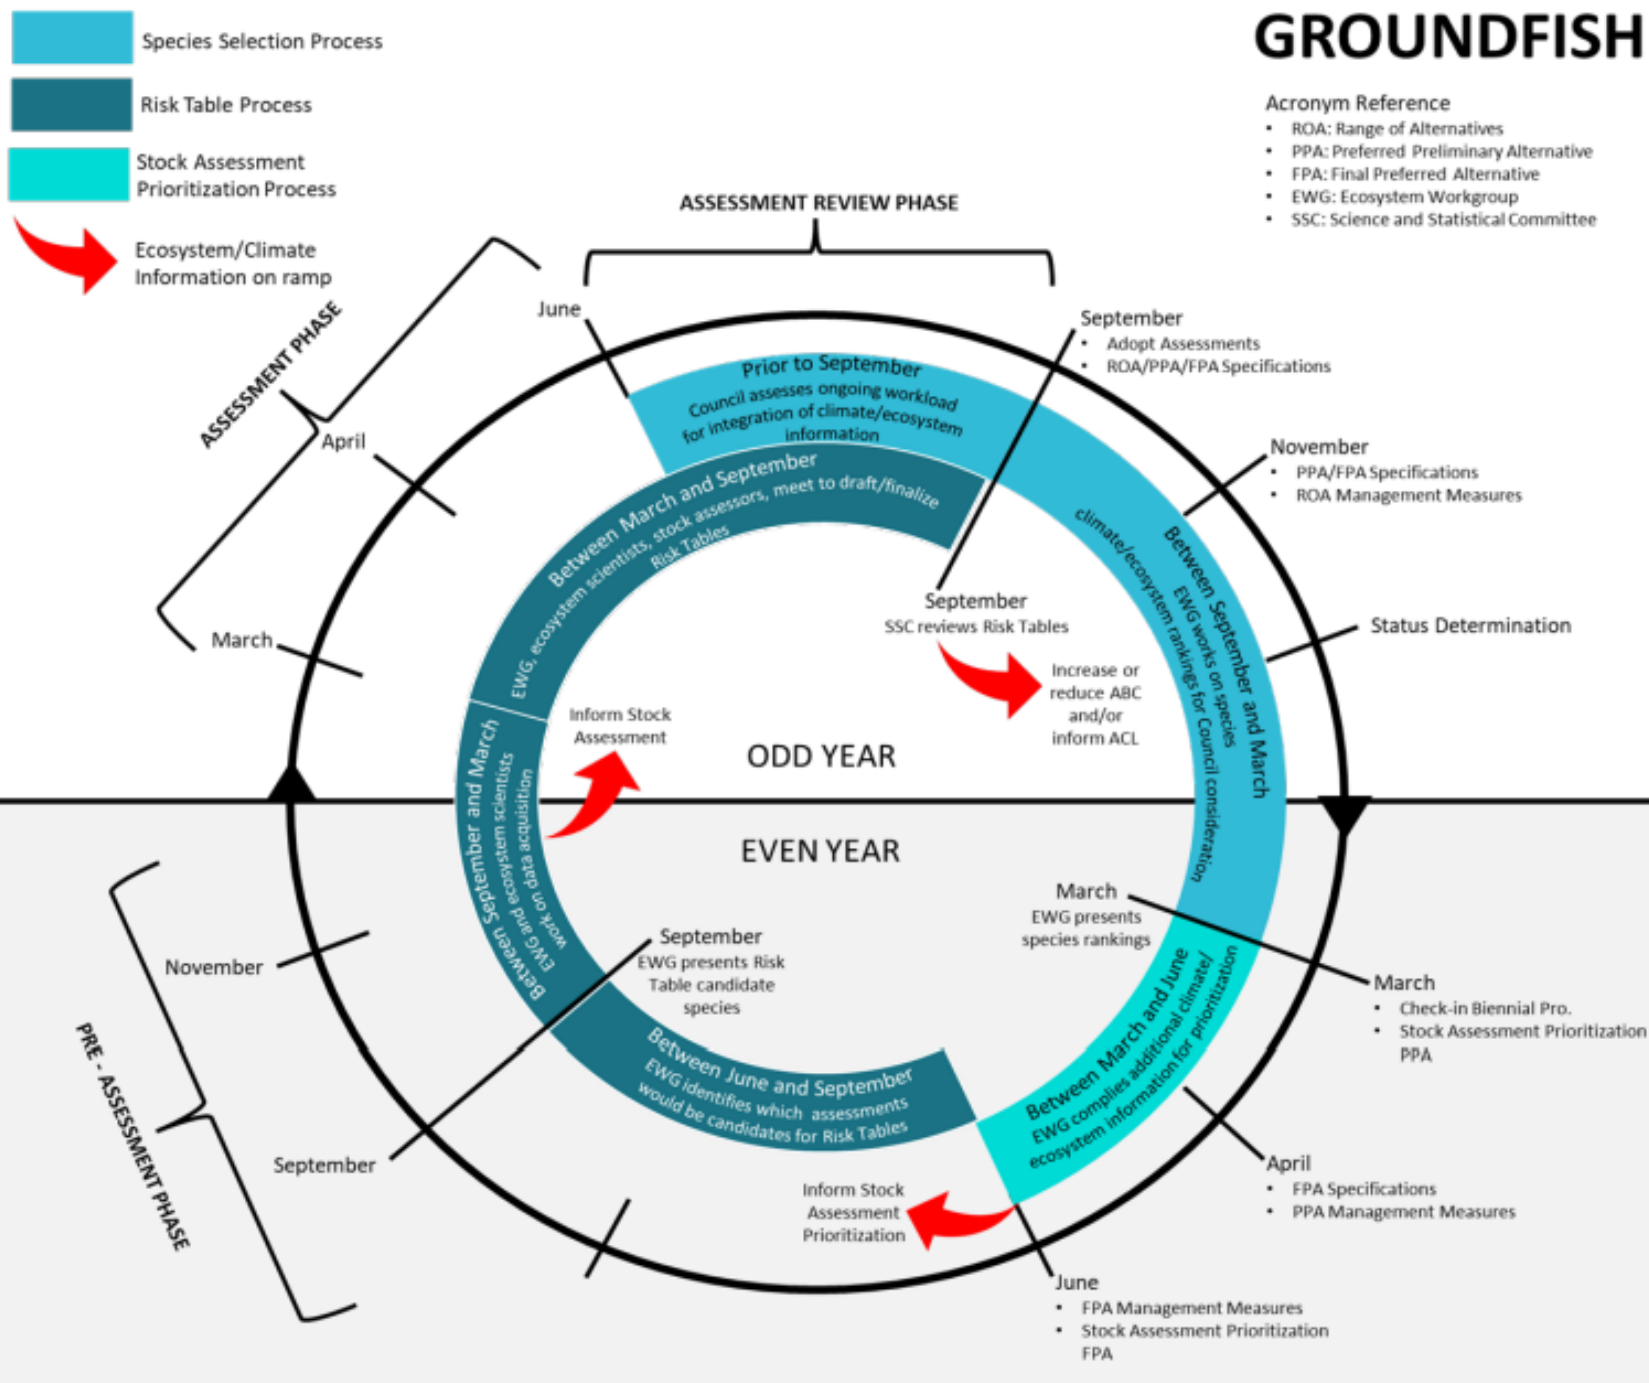 GROUNDFISH
Species Selection Process
Risk Table Process
Stock Assessment
Prioritization Process
Ecosystem/Climate
Information on ramp
Acronym Reference
• ROA: Range of Alternatives
• PPA: Preferred Preliminary Alternative
• FPA: Final Preferred Alternative
• EWG: Ecosystem Workgroup
• SSC: Science and Statistical Committee
ASSESSMENT REVIEW PHASE
ASSESSMENT PHASE
June
April
March
September
• Adopt Assessments
• ROA/PPA/FPA Specifications
November
• PPA/FPA Specifications
• ROA Management Measures
Status Determination
Prior to September
Council assesses ongoing workload
for integration of climate/ecosystem
information
Between March and September
EWG, ecosystem scientists, stock assessors, meet to draft/finalize
Risk Tables
Between September and March
EWG works on species
climate/ecosystem rankings for Council consideration
September
SSC reviews Risk Tables
Increase or
reduce ABC
and/or
inform ACL
Inform Stock
Assessment
ODD YEAR
EVEN YEAR
Between September and March
EWG and ecosystem scientists
work on data acquisition
March
EWG presents
species rankings
September
EWG presents Risk
Table candidate
species
November
September
PRE - ASSESSMENT PHASE
Between June and September
EWG identifies which assessments
would be candidates for Risk Tables
Between March and June
EWG complies additional climate/
ecosystem information for prioritization
March
• Check-in Biennial Pro.
• Stock Assessment Prioritization
PPA
April
• FPA Specifications
• PPA Management Measures
Inform Stock
Assessment
Prioritization
June
• FPA Management Measures
• Stock Assessment Prioritization
FPA